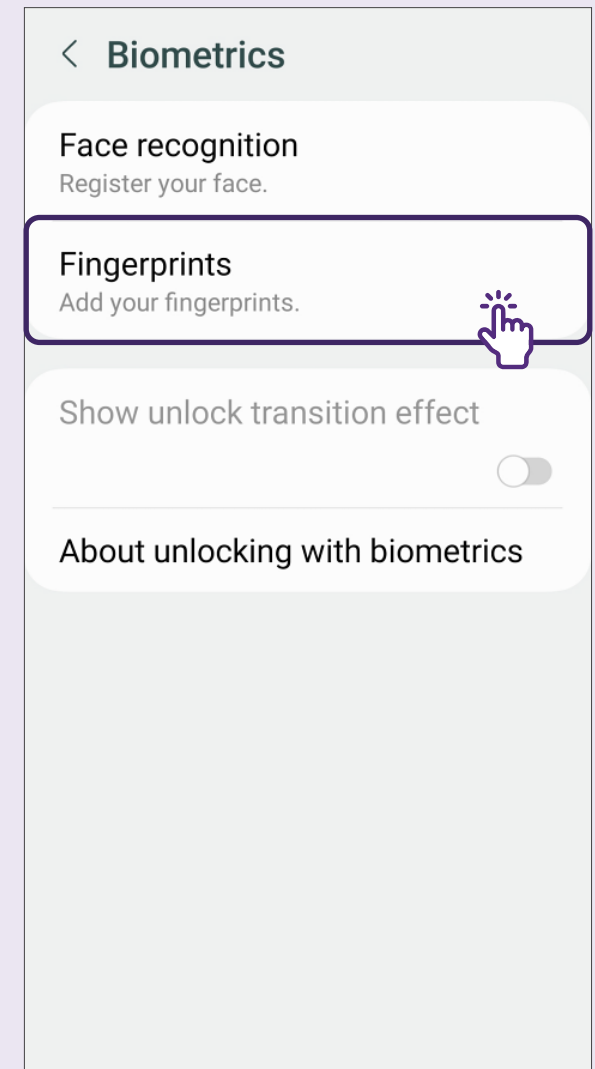 Biometrics
Face recognition
Register your face.
Fingerprints
Add your fingerprints.
Show unlock transition effect
About unlocking with biometrics